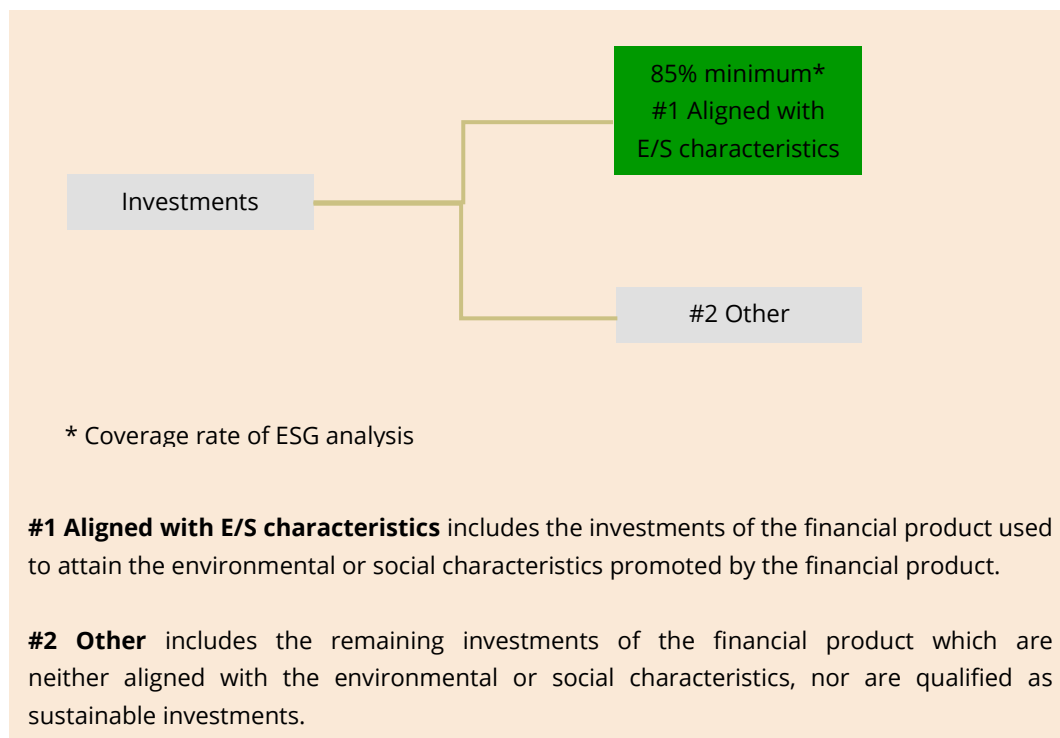 85% minimum*
#1 Aligned with
E/S characteristics
Investments
#2 Other
* Coverage rate of ESG analysis
#1 Aligned with E/S characteristics includes the investments of the financial product used
to attain the environmental or social characteristics promoted by the financial product.
#2 Other includes the remaining investments of the financial product which are
neither aligned with the environmental or social characteristics, nor are qualified as
sustainable investments.